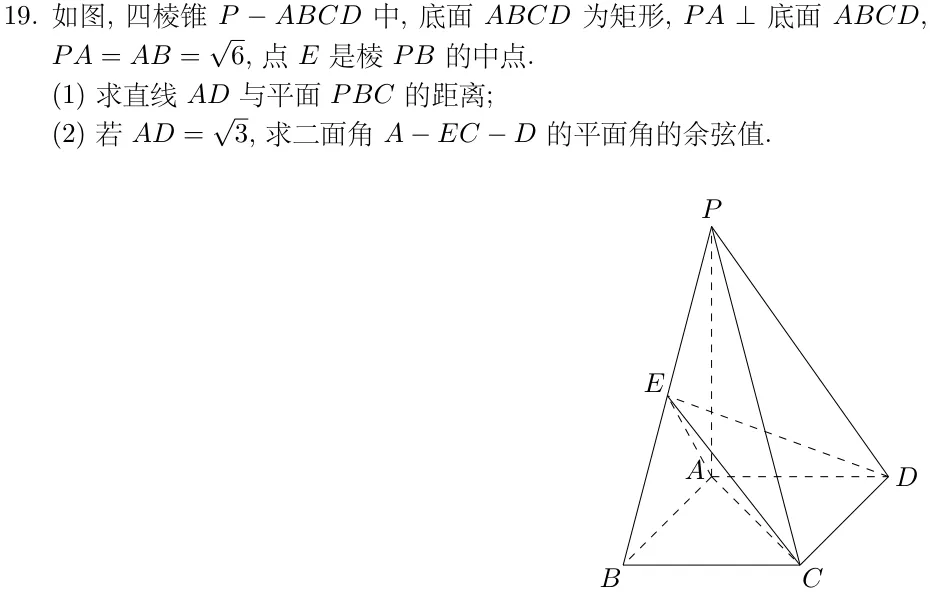 19. 如图, 四棱锥 P − ABCD 中, 底面 ABCD 为矩形, PA ⊥ 底面 ABCD,
PA = AB = √6, 点 E 是棱 PB 的中点.
(1) 求直线 AD 与平面 PBC 的距离;
(2) 若 AD = √3, 求二面角 A − EC − D 的平面角的余弦值.
P
E
A
D
B
C